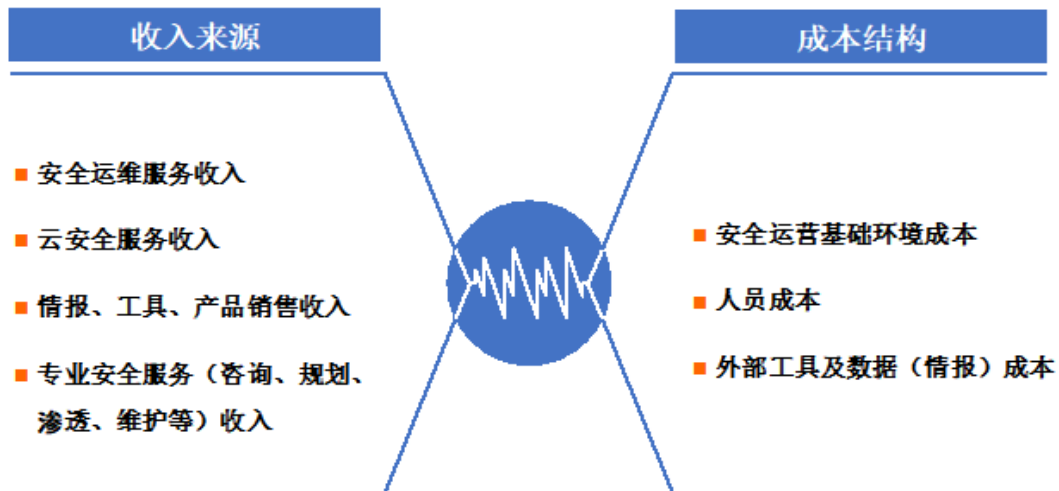 收入来源
安全运维服务收入
云安全服务收入
情报、工具、产品销售收入
专业安全服务（咨询、规划、
渗透、维护等）收入
成本结构
安全运营基础环境成本
人员成本
外部工具及数据（情报）成本